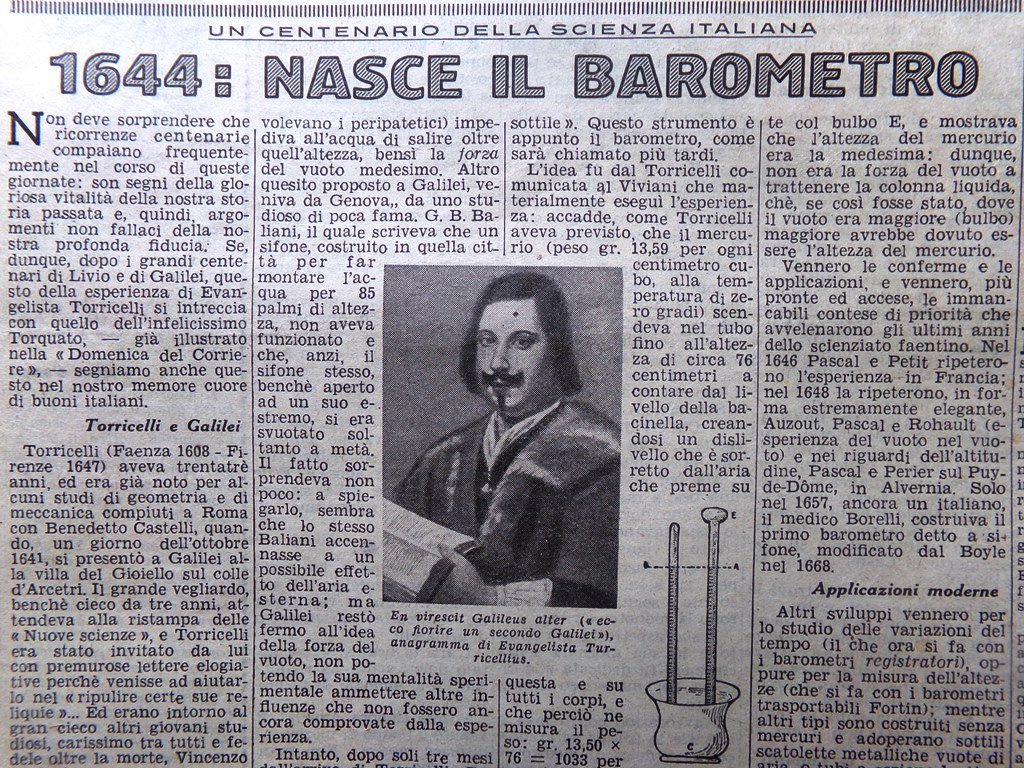 UN CENTENARIO DELLA SCIENZA ITALIANA
1644: NASCE IL BAROMETRO
Non deve sorprendere che
ricorrenze centenarie
compaiano frequente-
mente nel corso di queste
giornate: son segni della glo-
riosa vitalità della nostra sto-
ria passata e, quindi, argo-
menti non fallaci della no-
stra profonda fiducia. Se,
dunque, dopo i grandi cente-
nari di Livio e di Galilei, que-
sto della esperienza di Evan-
gelista Torricelli si intreccia
con quello dell'infelicissimo
Torquato, — già illustrato
nella « Domenica del Corrie-
re », — segniamo anche que-
sto nel nostro memore cuore
di buoni italiani.
Torricelli e Galilei
Torricelli (Faenza 1608 - Fi-
renze 1647) aveva trentatrè
anni, ed era già noto per al-
cuni studi di geometria e di
meccanica compiuti a Roma
con Benedetto Castelli, quan-
do, un giorno dell'ottobre
1641, si presentò a Galilei al-
la villa del Gioiello sul colle
d'Arcetri. Il grande vegliardo,
benchè cieco da tre anni, at-
tendeva alla ristampa delle
« Nuove scienze », e Torricelli
era stato invitato da lui
con premurose lettere elogia-
tive perchè venisse ad aiutar-
lo nel « ripulire certe sue re-
liquie »... Ed erano intorno al
gran cieco altri giovani stu-
diosi, carissimo tra tutti e fe-
dele oltre la morte, Vincenzo
volevano i peripatetici) impe-
diva all'acqua di salire oltre
quell'altezza, bensì la forza
del vuoto medesimo. Altro
quesito proposto a Galilei, ve-
niva da Genova,, da uno stu-
dioso di poca fama. G. B. Ba-
liani, il quale scriveva che un
sifone, costruito in quella cit-
tà per far
montare l'ac-
qua per 85
palmi di altez-
za, non aveva
funzionato e
che, anzi, il
sifone stesso,
benchè aperto
ad un suo e-
stremo, si era
svuotato sol-
tanto a metà.
Il fatto sor-
prendeva non
poco: a spie-
garlo, sembra
che lo stesso
Baliani accen-
nasse a un
possibile effet-
to dell'aria e-
sterna; ma
Galilei restò
fermo all'idea
della forza del
vuoto, non po-
tendo la sua mentalità speri-
mentale ammettere altre in-
fluenze che non fossero an-
cora comprovate dalla espe-
rienza.
Intanto, dopo soli tre mesi
En virescit Galileus alter (« ec-
co fiorire un secondo Galilei »),
anagramma di Evangelista Tor-
ricellius.
sottile ». Questo strumento è
appunto il barometro, come
sarà chiamato più tardi.
L'idea fu dal Torricelli
comunicata al Viviani che ma-
terialmente eseguì l'esperien-
za: accadde, come Torricelli
aveva previsto, che il mercu-
rio (peso gr. 13,59 per ogni
centimetro cu-
bo, alla tem-
peratura di ze-
ro gradi) scen-
deva nel tubo
fino all'altez-
za di circa 76
centimetri a
contare dal li-
vello della ba-
cinella, crean-
dosi un disli-
vello che è sor-
retto dall'aria
che preme su
questa e su
tutti i corpi, e
che perciò ne
misura il pe-
so: gr. 13,50 ×
76 = 1033 per
E
A
A
C
te col bulbo E, e mostrava
che l'altezza del mercurio
era la medesima: dunque,
non era la forza del vuoto a
trattenere la colonna liquida,
chè, se così fosse stato, dove
il vuoto era maggiore (bulbo)
maggiore avrebbe dovuto es-
sere l'altezza del mercurio.
Vennero le conferme e le
applicazioni, e vennero, più
pronte ed accese, le imman-
cabili contese di priorità che
avvelenarono gli ultimi anni
dello scienziato faentino. Nel
1646 Pascal e Petit ripetero-
no l'esperienza in Francia;
nel 1648 la ripeterono, in for-
ma estremamente elegante,
Auzout, Pascal e Rohault (e-
sperienza del vuoto nel vuo-
to) e nei riguardi dell'altitu-
dine, Pascal e Perier sul Puy-
de-Dôme, in Alvernia. Solo
nel 1657, ancora un italiano,
il medico Borelli, costruiva il
primo barometro detto a si-
fone, modificato dal Boyle
nel 1668.
Applicazioni moderne
Altri sviluppi vennero per
lo studio delle variazioni del
tempo (il che ora si fa con
i barometri registratori), op-
pure per la misura dell'altez-
ze (che si fa con i barometri
trasportabili Fortin); mentre
altri tipi sono costruiti senza
mercuri e adoperano sottili
scatolette metalliche vuote di